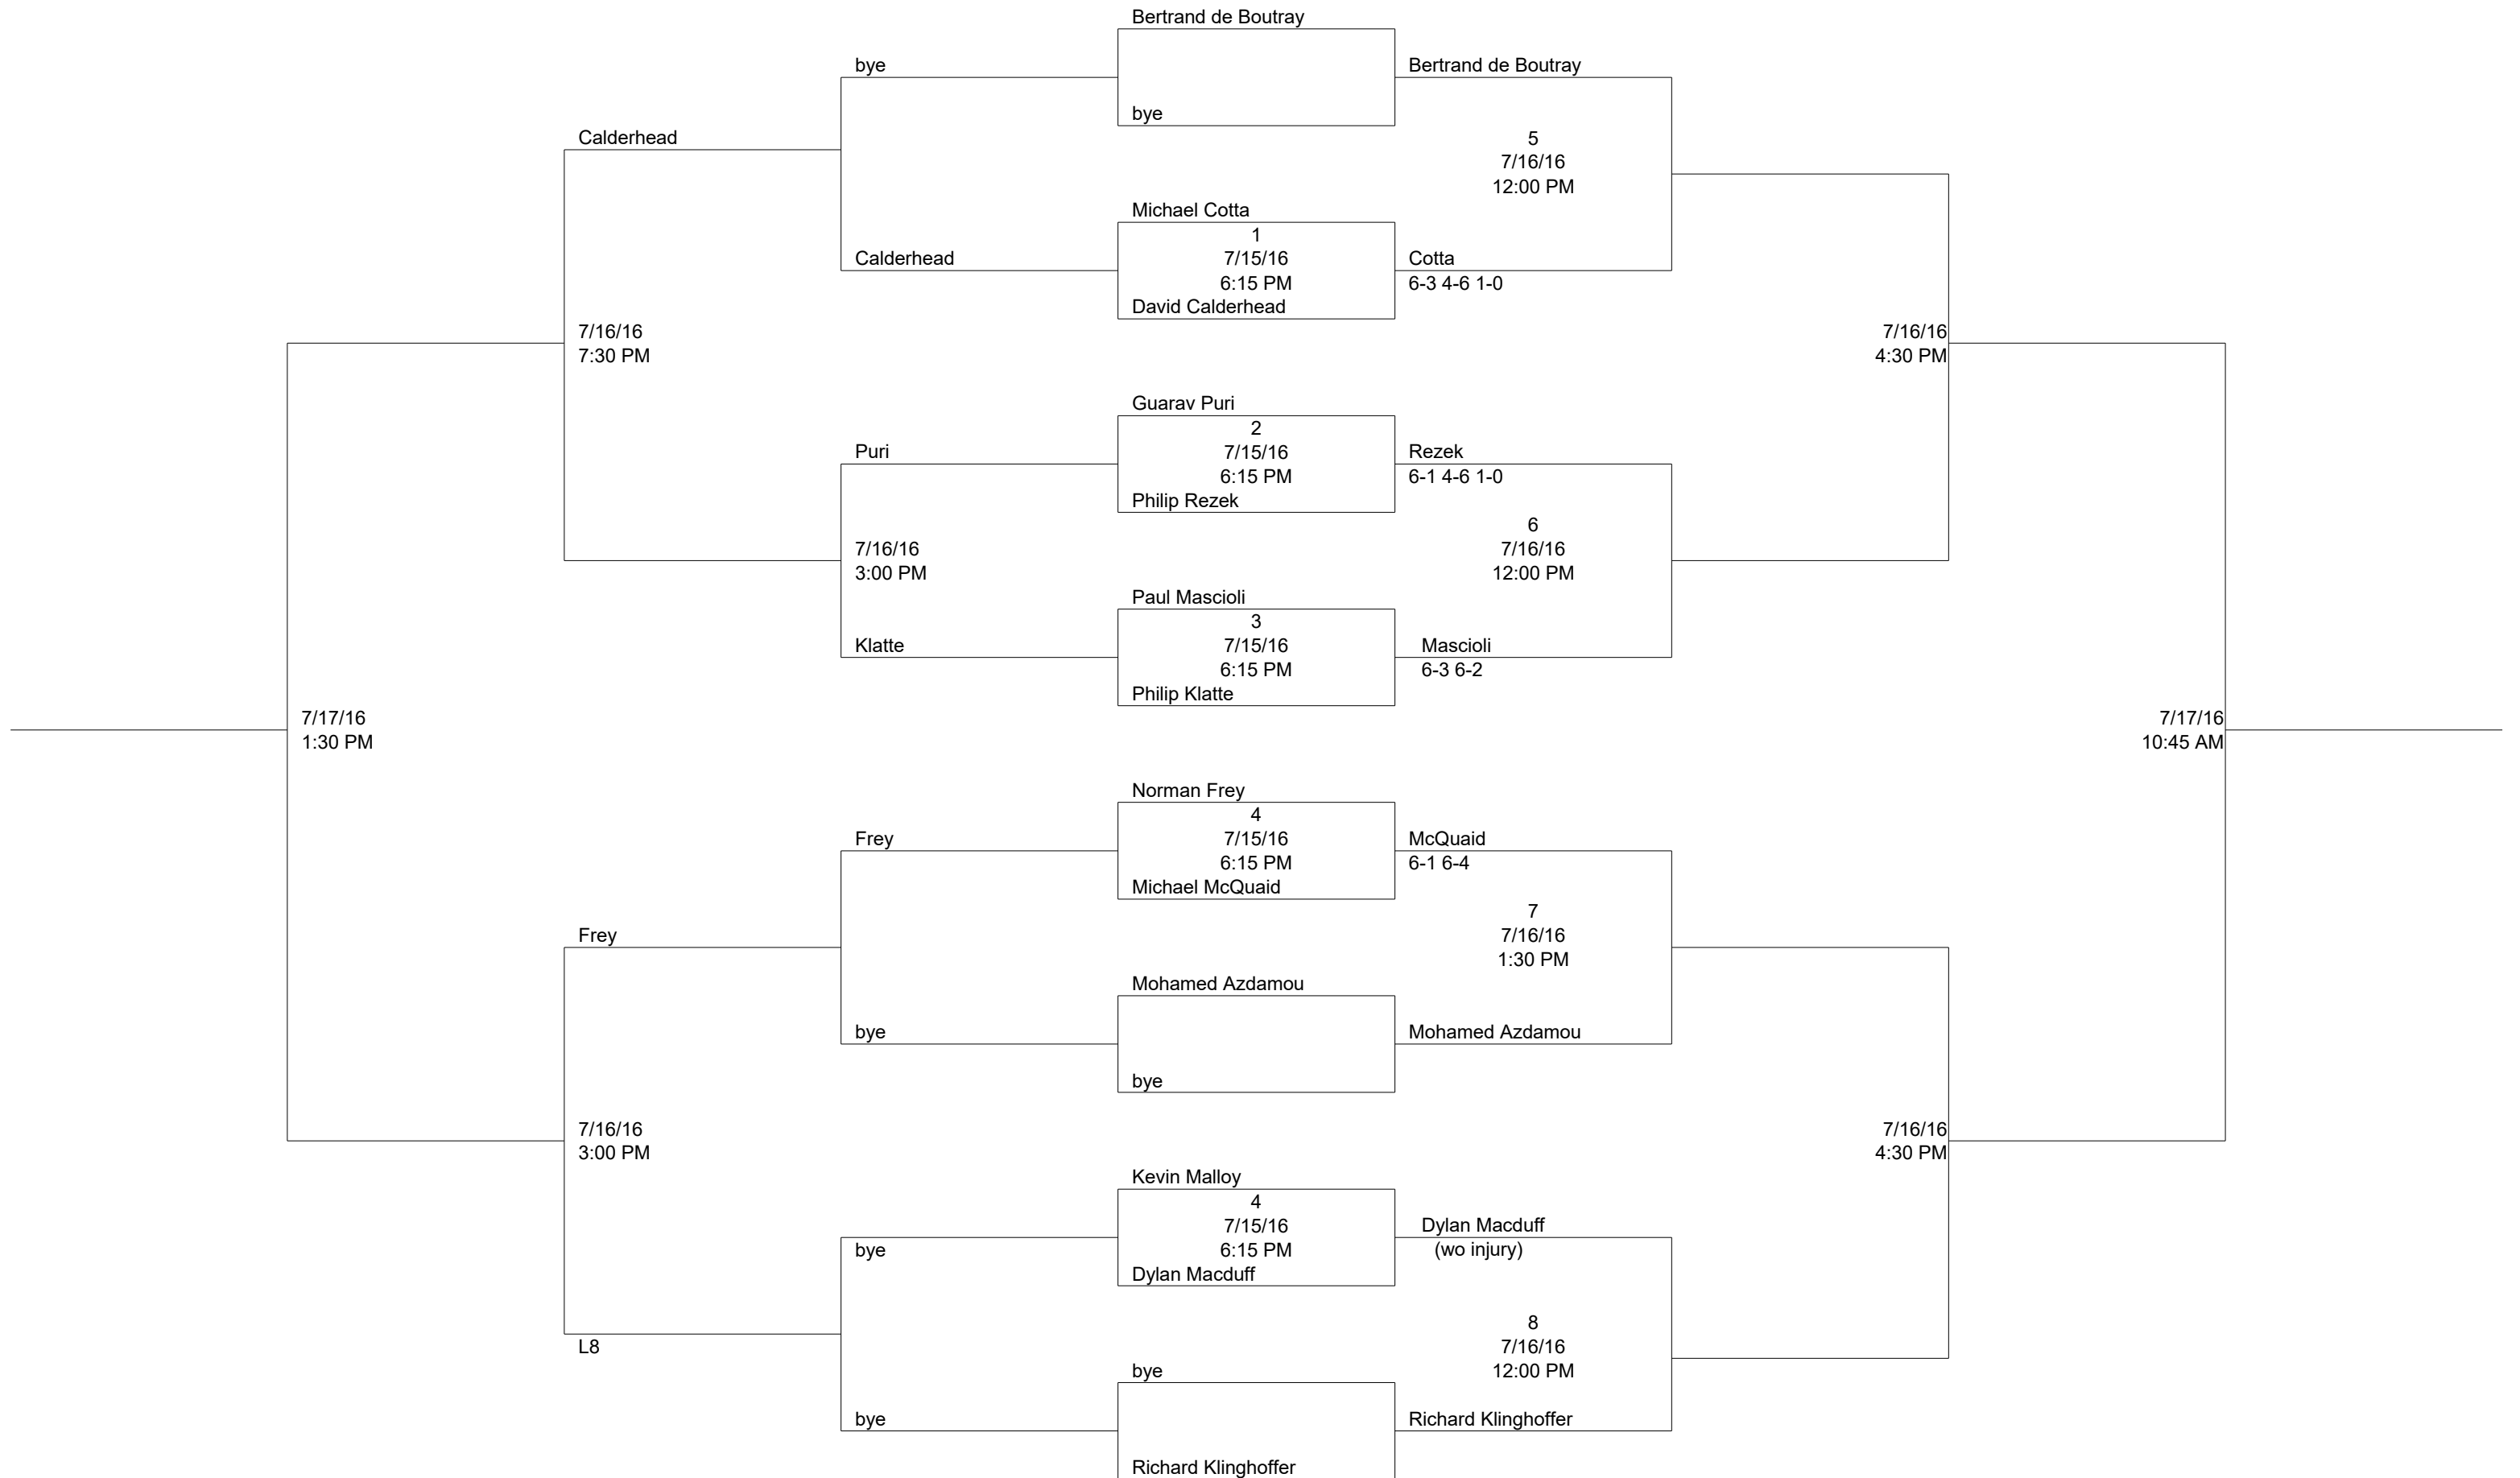 Bertrand de Boutray
bye
Bertrand de Boutray
bye
Calderhead
5
7/16/16
12:00 PM
Michael Cotta
1
Calderhead
7/15/16
Cotta
6:15 PM
6-3 4-6 1-0
David Calderhead
7/16/16
7:30 PM
7/16/16
4:30 PM
Guarav Puri
2
Puri
7/15/16
Rezek
6:15 PM
6-1 4-6 1-0
Philip Rezek
6
7/16/16
3:00 PM
7/16/16
12:00 PM
Paul Mascioli
3
Klatte
7/15/16
Mascioli
6:15 PM
6-3 6-2
Philip Klatte
7/17/16
1:30 PM
7/17/16
10:45 AM
Norman Frey
4
Frey
7/15/16
McQuaid
6:15 PM
6-1 6-4
Michael McQuaid
7
Frey
7/16/16
1:30 PM
Mohamed Azdamou
bye
Mohamed Azdamou
bye
7/16/16
3:00 PM
7/16/16
4:30 PM
Kevin Malloy
4
7/15/16
Dylan Macduff
bye
6:15 PM
(wo injury)
Dylan Macduff
8
L8
7/16/16
12:00 PM
bye
bye
Richard Klinghoffer
Richard Klinghoffer